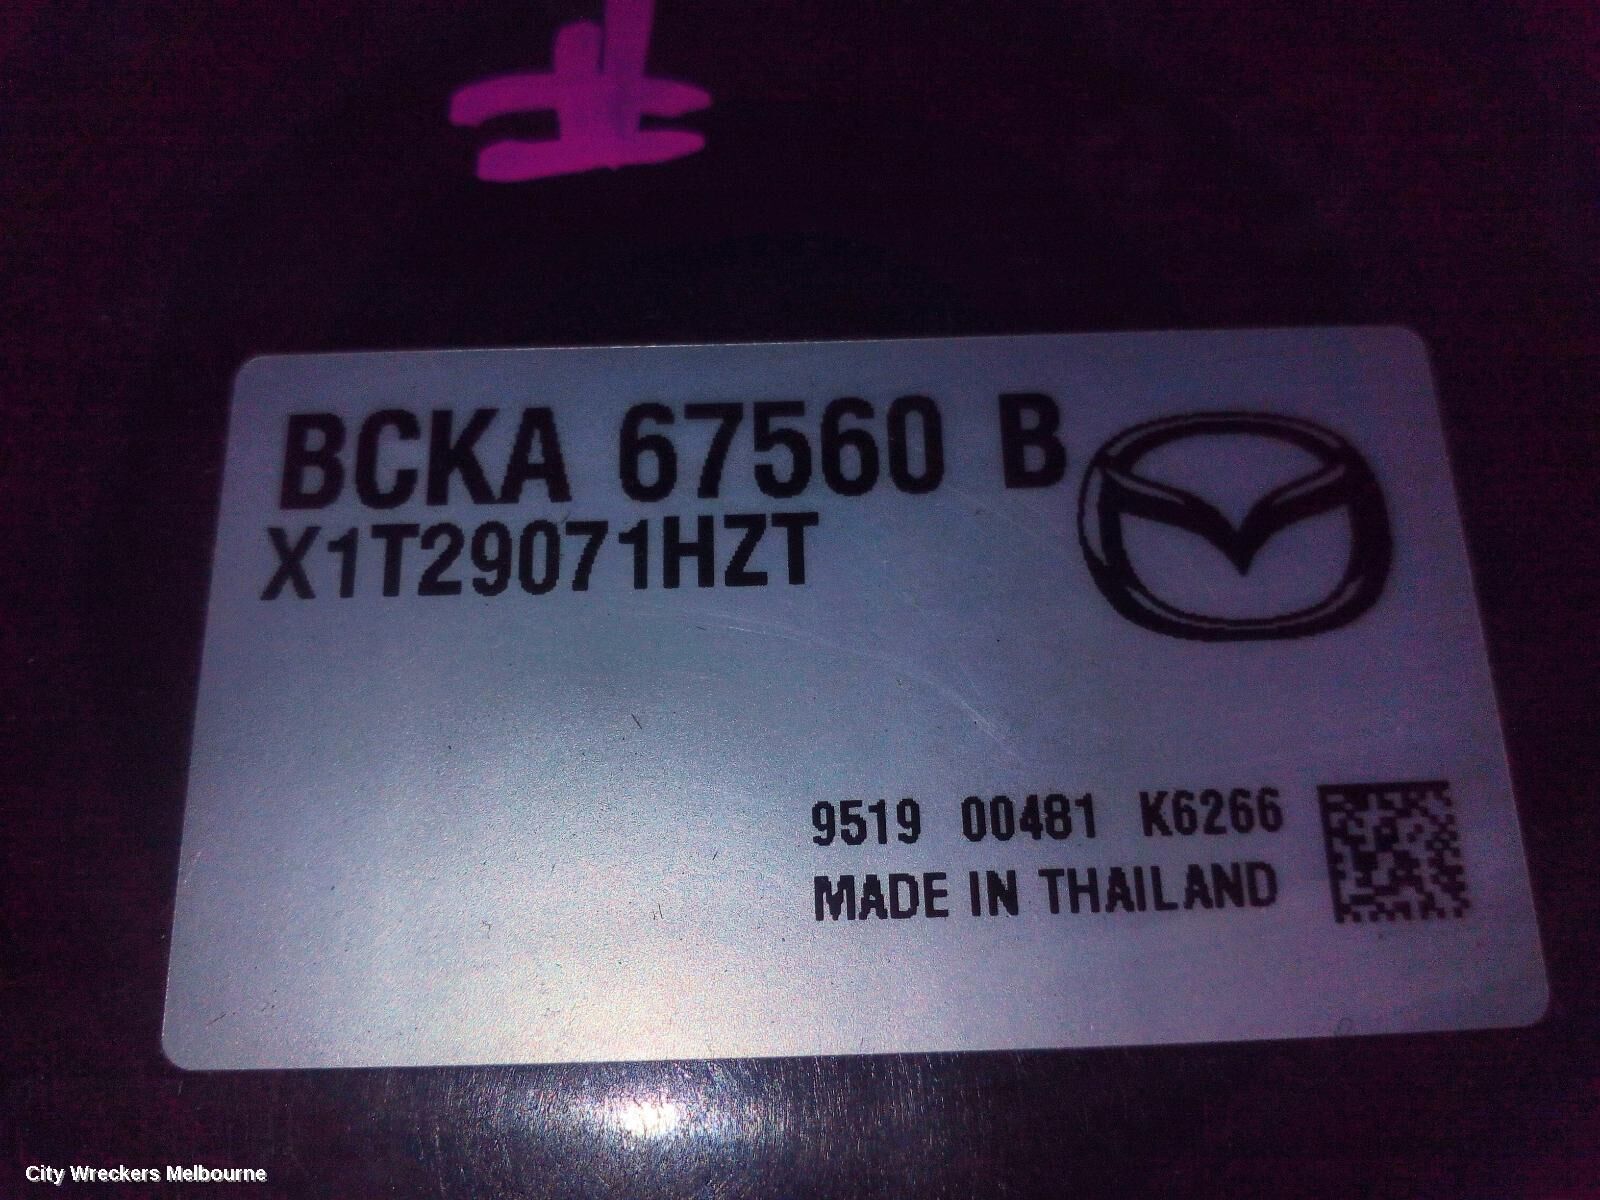 BCKA 67560 B
X1T29071HZT
9519 00481 K6266
MADE IN THAILAND
City Wreckers Melbourne